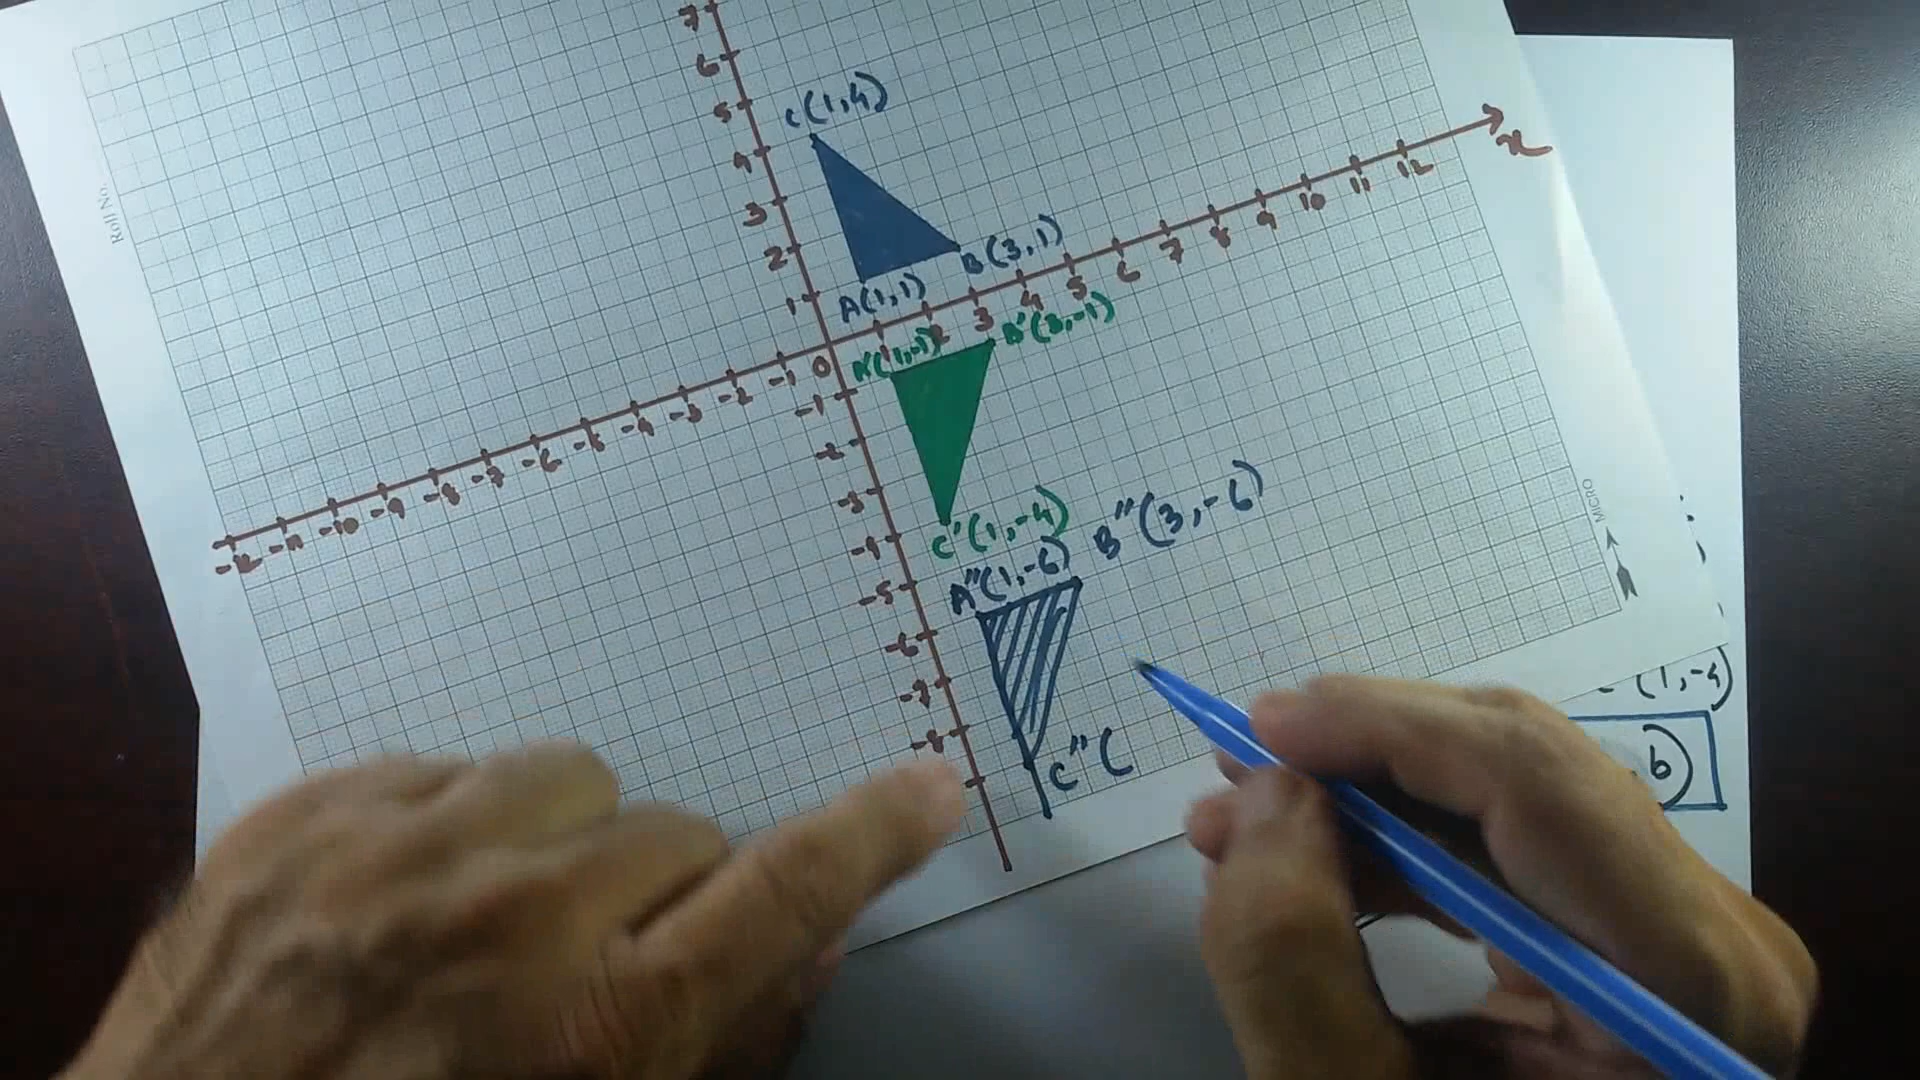 7
6
5
4
3
2
1
C(1,4)
B(3,1)
A(1,1)
x
-12 -11 -10 -9 -8 -7 -6 -5 -4 -3 -2 -1 0 1 2 3 4 5 6 7 8 9 10 11 12
A'(1,-1)
B'(3,-1)
-1
-2
-3
-4
-5
-6
-7
-8
C'(1,-4)
A"(1,-6)
B"(3,-6)
C"(
Roll No.
MICRO
(1,-4)
b)